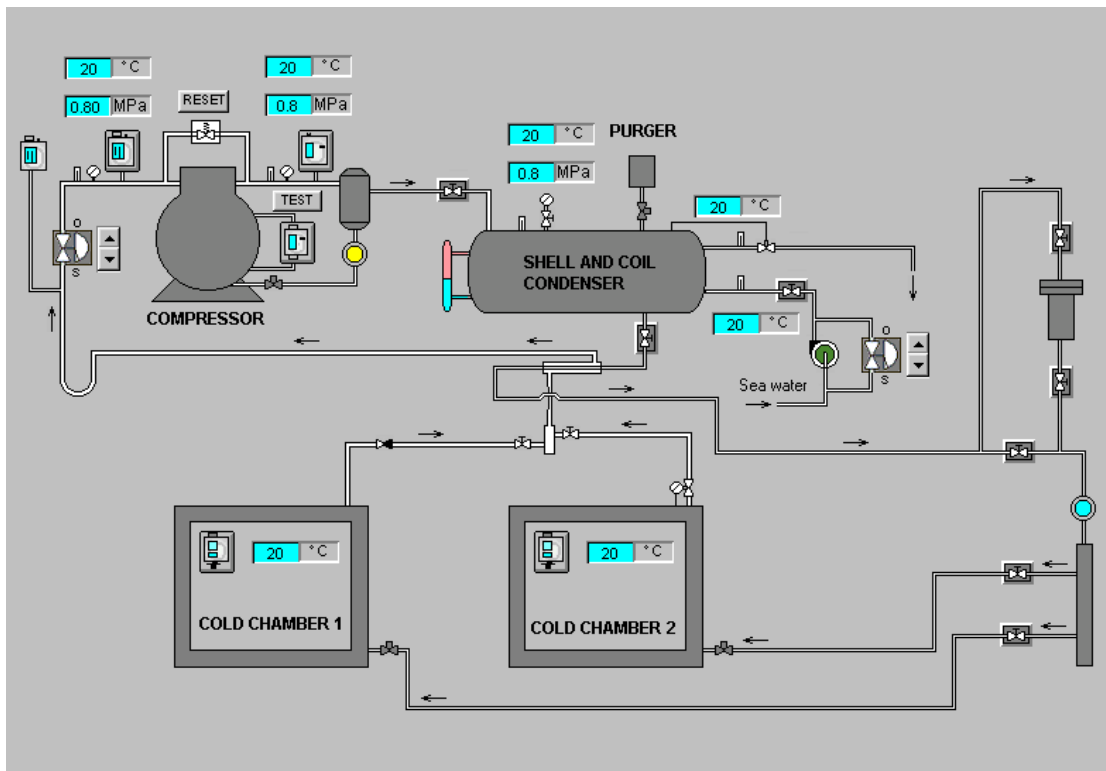 20 °C
20 °C
0.80 MPa
RESET
0.8 MPa
20 °C
PURGER
0.8 MPa
TEST
20 °C
O
S
SHELL AND COIL
CONDENSER
COMPRESSOR
20 °C
O
S
Sea water
20 °C
20 °C
COLD CHAMBER 1
COLD CHAMBER 2